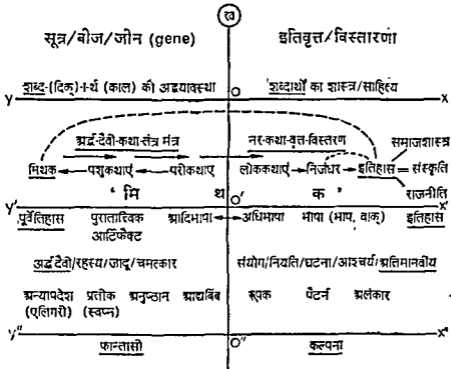 ख
सूत्र/बीज/जीन (gene) इतिवृत्त/विस्तारणा
शब्द-(दिक्)-अर्थ (काल) की अद्वयावस्था O 'शब्दार्थों का शास्त्र/साहित्य
y x
अर्द्ध-दैवी-कथा-तंत्र मंत्र नर-कथा-वृत्त-विस्तरण समाजशास्त्र
मिथक पशुकथाएं परीकथाएं लोककथाएं निजंधर इतिहास संस्कृति
राजनीति
' मि थ O' क '
y' x'
पूर्वेतिहास पुरातात्त्विक आदिभाषा अधिभाषा भाषा (भाष, वाक्) इतिहास
आर्टिफैक्ट
अर्द्धदैवी/रहस्य/जादू/चमत्कार संयोग/नियति/घटना/आश्चर्य/अतिमानवीय
अन्यापदेश प्रतीक अनुष्ठान आद्यबिंब रूपक पैटर्न अलंकार
(एलिगरी) (स्वप्न)
y" O" x"
फान्तासी कल्पना